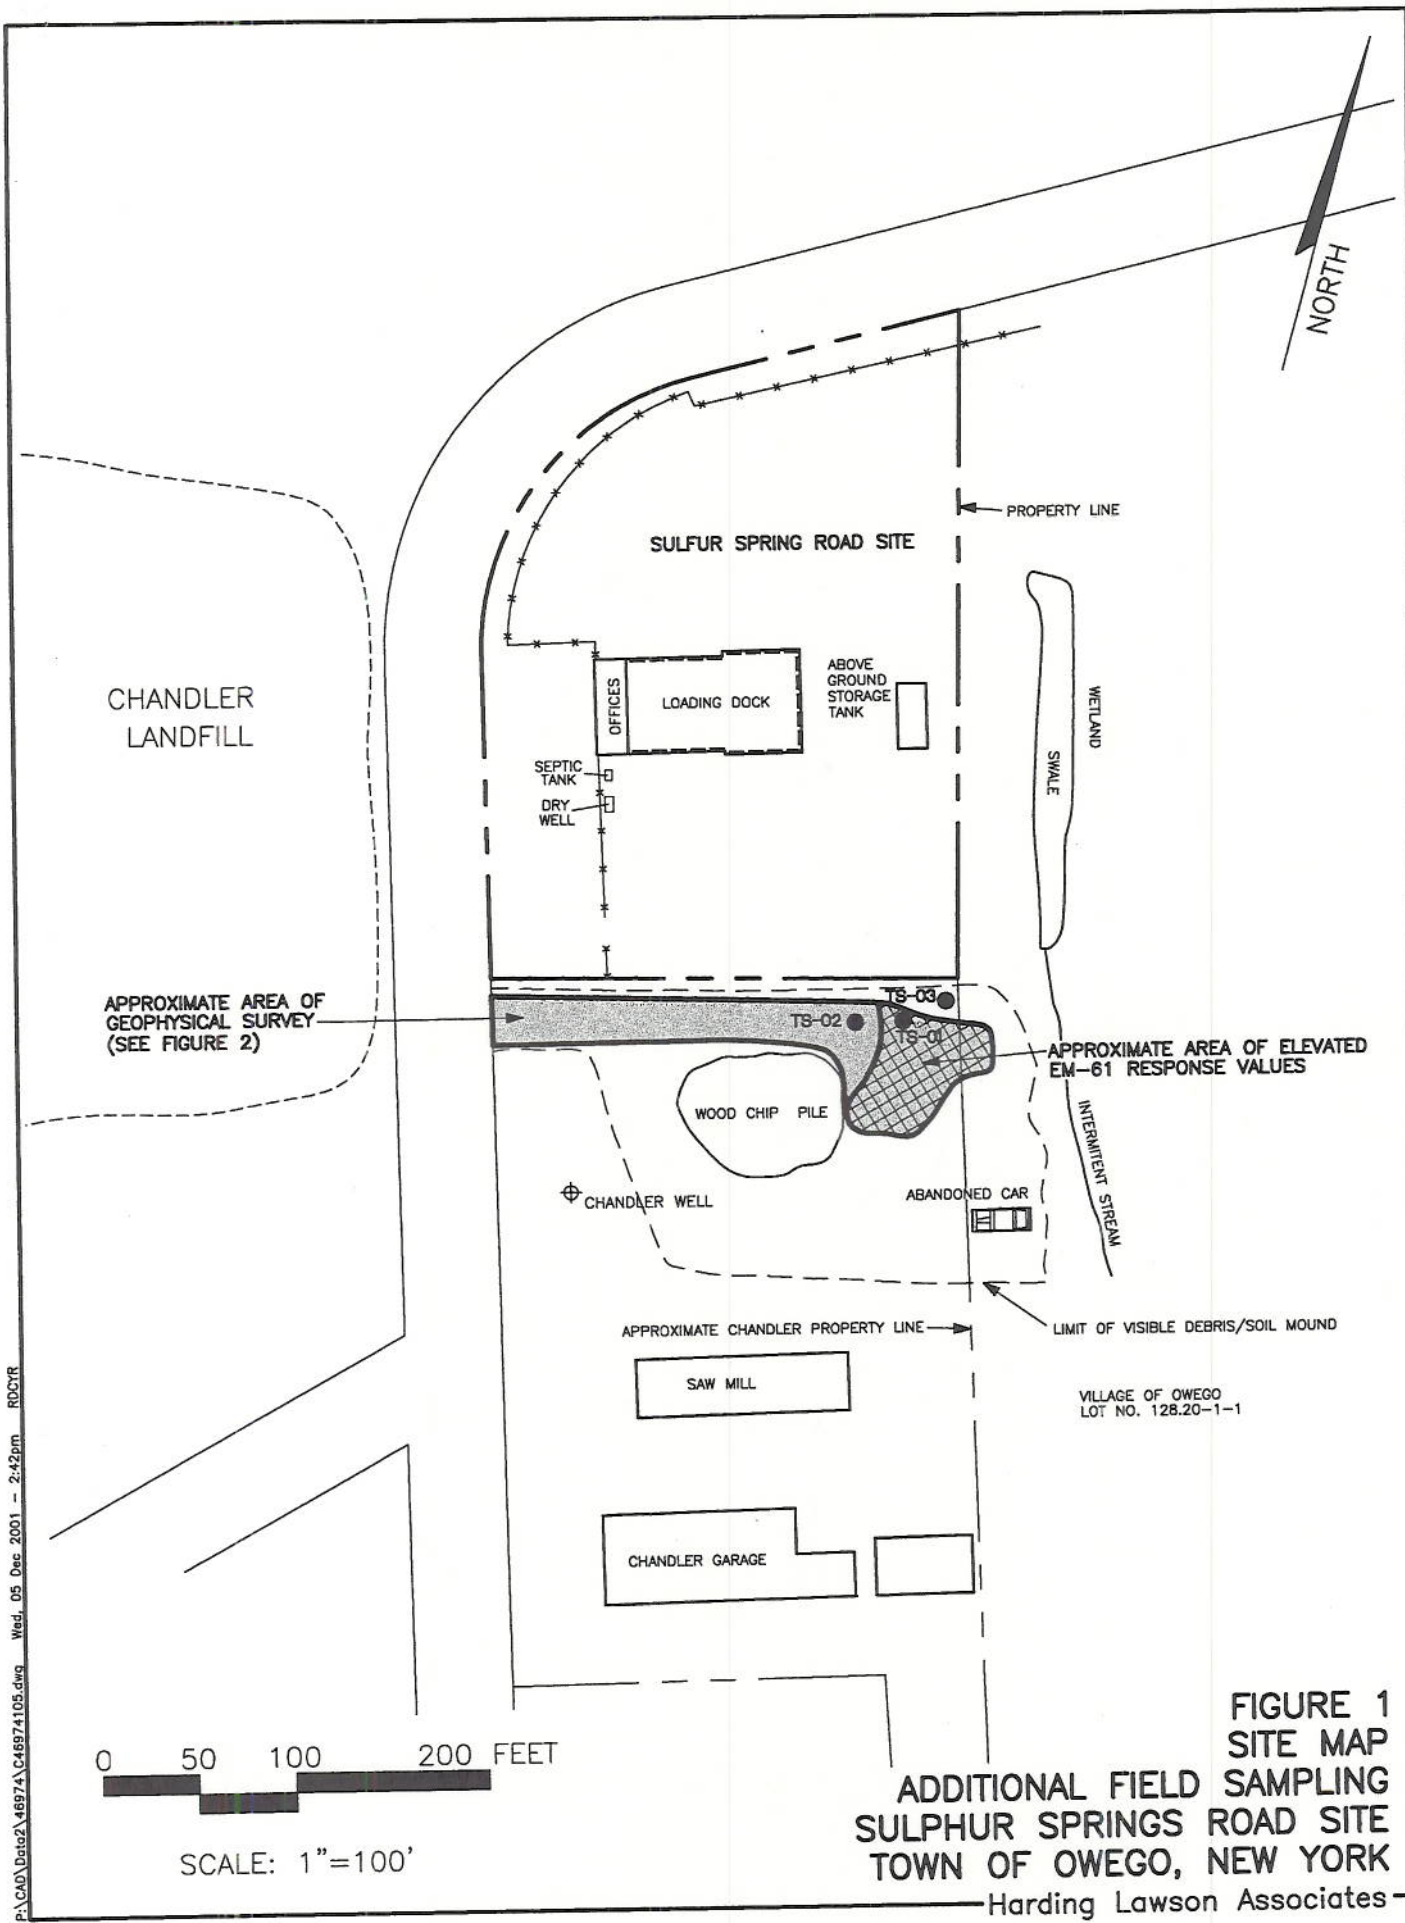 NORTH
PROPERTY LINE
SULFUR SPRING ROAD SITE
CHANDLER
LANDFILL
OFFICES
LOADING DOCK
ABOVE
GROUND
STORAGE
TANK
WETLAND
SWALE
SEPTIC
TANK
DRY
WELL
APPROXIMATE AREA OF
GEOPHYSICAL SURVEY
(SEE FIGURE 2)
TS-03
TS-02
TS-01
APPROXIMATE AREA OF ELEVATED
EM-61 RESPONSE VALUES
WOOD CHIP PILE
INTERMITENT STREAM
CHANDLER WELL
ABANDONED CAR
APPROXIMATE CHANDLER PROPERTY LINE
LIMIT OF VISIBLE DEBRIS/SOIL MOUND
SAW MILL
VILLAGE OF OWEGO
LOT NO. 128.20-1-1
CHANDLER GARAGE
0 50 100 200 FEET
SCALE: 1"=100'
FIGURE 1
SITE MAP
ADDITIONAL FIELD SAMPLING
SULPHUR SPRINGS ROAD SITE
TOWN OF OWEGO, NEW YORK
Harding Lawson Associates
P:\CAD\Data2\46974\C46974105.dwg Wed, 05 Dec 2001 - 2:42pm RDCYR